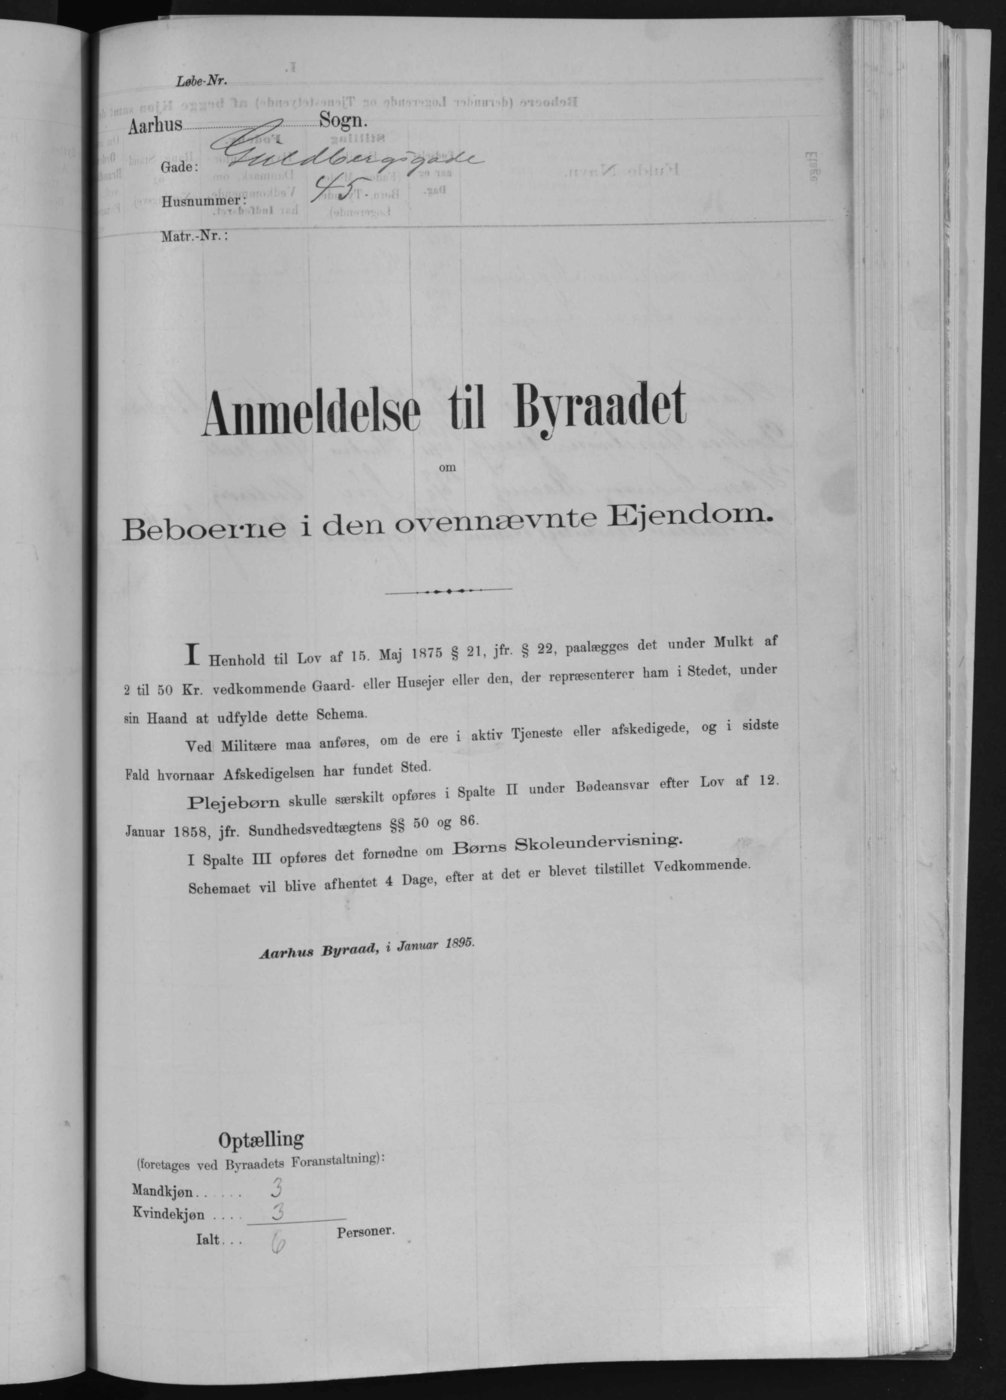 Løbe-Nr.
Aarhus Sogn.
Gade: Guldbergsgade
Husnummer: 45.
Matr.-Nr.:
Anmeldelse til Byraadet
om
Beboerne i den ovennævnte Ejendom.
I Henhold til Lov af 15. Maj 1875 § 21, jfr. § 22, paalægges det under Mulkt af
2 til 50 Kr. vedkommende Gaard- eller Husejer eller den, der repræsenterer ham i Stedet, under
sin Haand at udfylde dette Schema.
Ved Militære maa anføres, om de ere i aktiv Tjeneste eller afskedigede, og i sidste
Fald hvornaar Afskedigelsen har fundet Sted.
Plejebørn skulle særskilt opføres i Spalte II under Bødeansvar efter Lov af 12.
Januar 1858, jfr. Sundhedsvedtægtens §§ 50 og 86.
I Spalte III opføres det fornødne om Børns Skoleundervisning.
Schemaet vil blive afhentet 4 Dage, efter at det er blevet tilstillet Vedkommende.
Aarhus Byraad, i Januar 1895.
Optælling
(foretages ved Byraadets Foranstaltning):
Mandkjøn...... 3
Kvindekjøn .... 3
Ialt... 6 Personer.